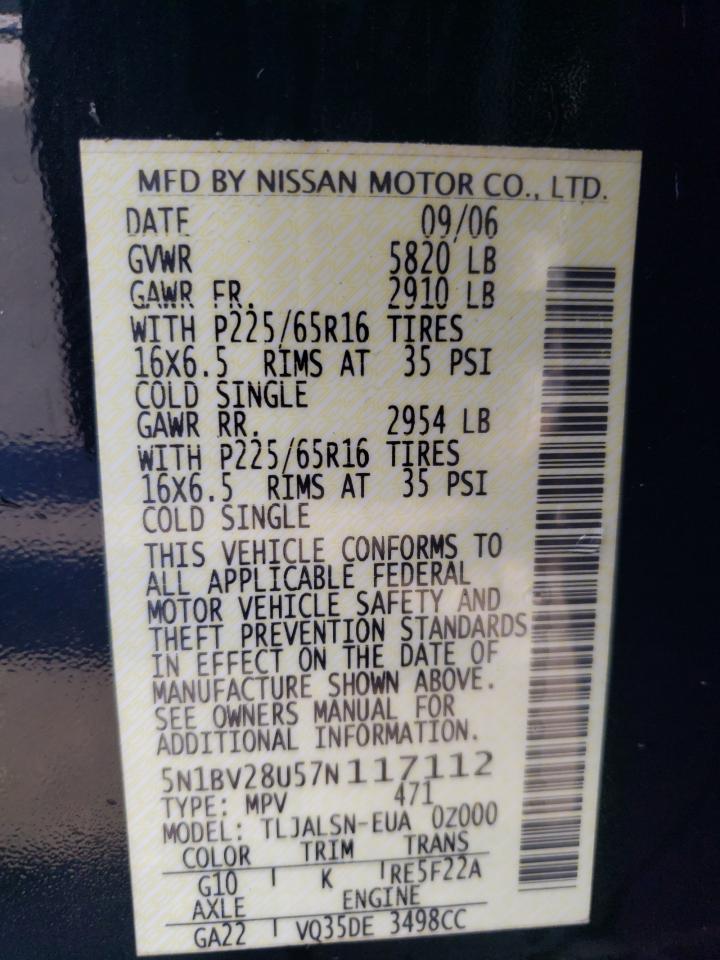 MFD BY NISSAN MOTOR CO., LTD.
DATE 09/06
GVWR 5820 LB
GAWR FR. 2910 LB
WITH P225/65R16 TIRES
16X6.5 RIMS AT 35 PSI
COLD SINGLE
GAWR RR. 2954 LB
WITH P225/65R16 TIRES
16X6.5 RIMS AT 35 PSI
COLD SINGLE
THIS VEHICLE CONFORMS TO
ALL APPLICABLE FEDERAL
MOTOR VEHICLE SAFETY AND
THEFT PREVENTION STANDARDS
IN EFFECT ON THE DATE OF
MANUFACTURE SHOWN ABOVE.
SEE OWNERS MANUAL FOR
ADDITIONAL INFORMATION.
5N1BV28U57N117112
TYPE: MPV 471
MODEL: TLJALSN-EUA 0Z000
COLOR TRIM TRANS
G10 K RE5F22A
AXLE ENGINE
GA22 VQ35DE 3498CC